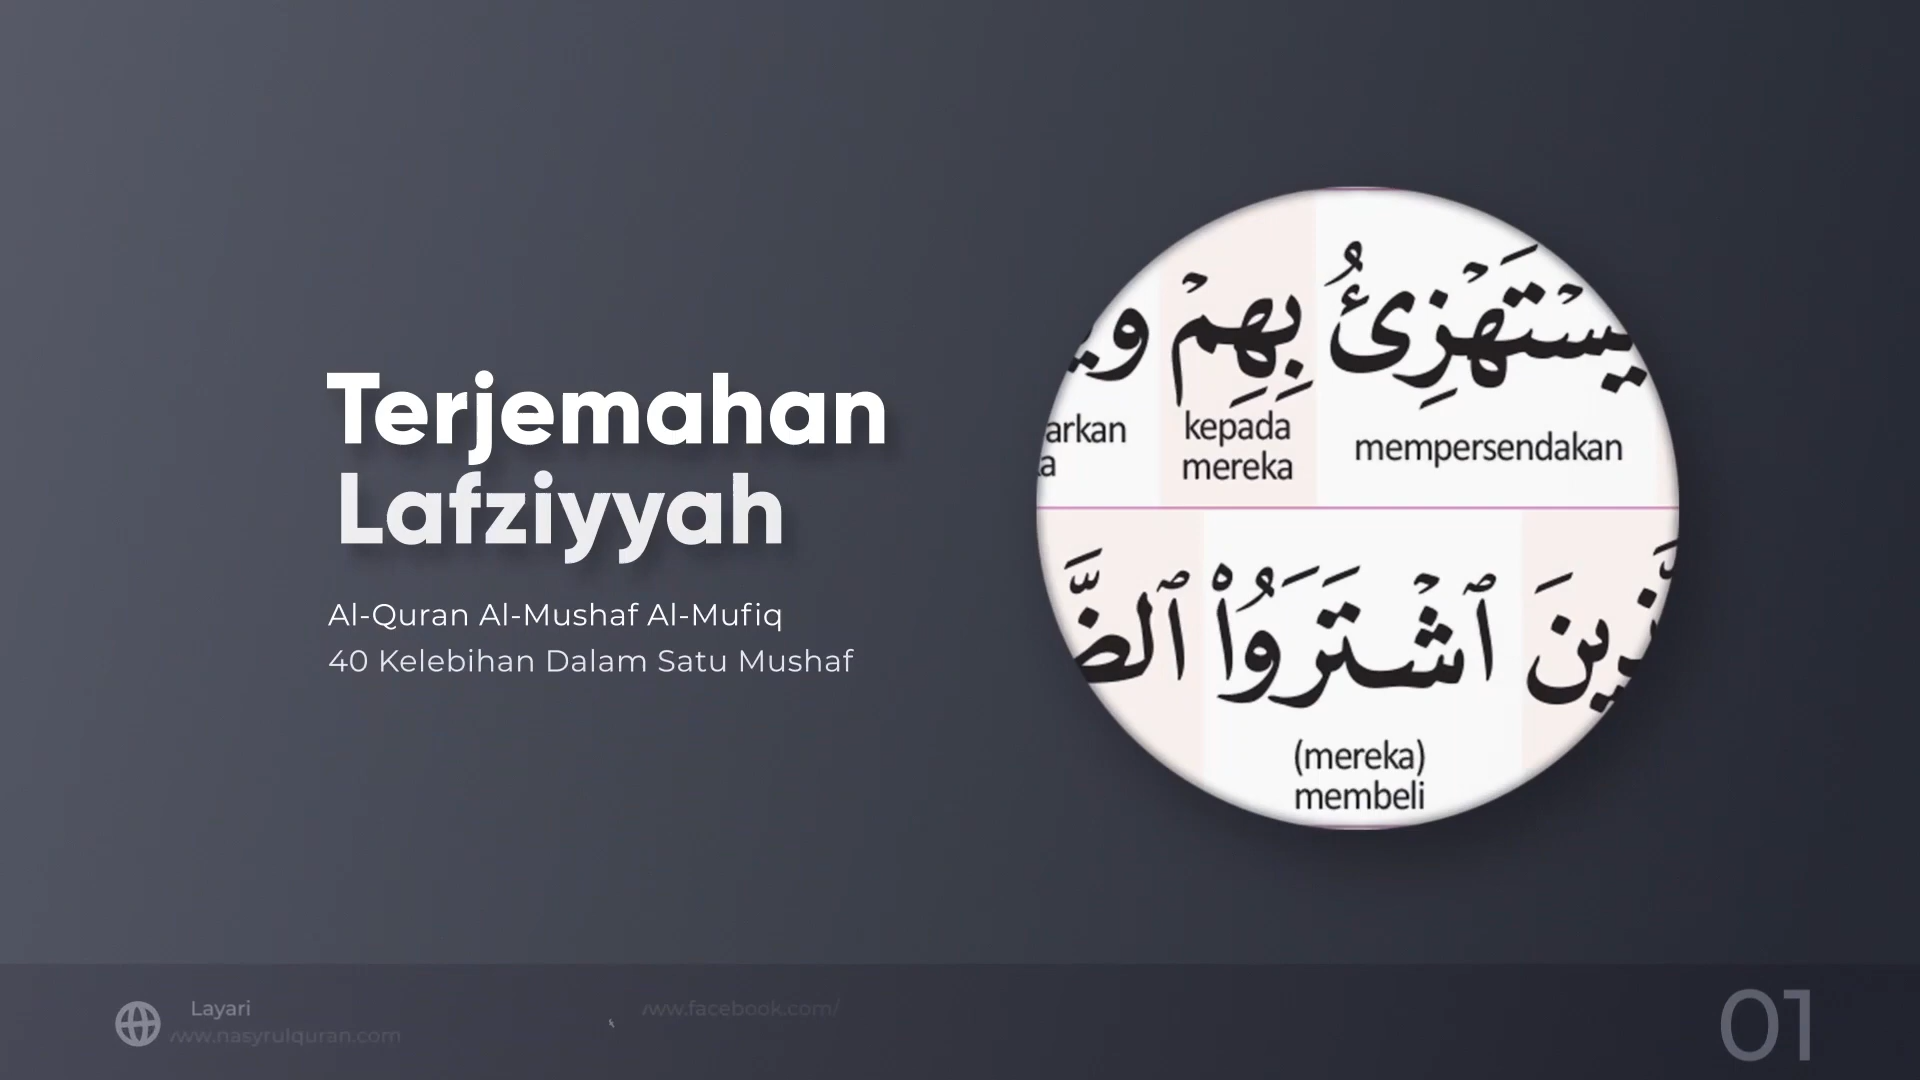 Terjemahan
Lafziyyah
Al-Quran Al-Mushaf Al-Mufiq
40 Kelebihan Dalam Satu Mushaf
يَسْتَهْزِئُ بِهِمْ
mempersendakan
kepada
mereka
arkan
ٱشْتَرَوُا۟
(mereka)
membeli
Layari
www.nasyrulquran.com
www.facebook.com/
01